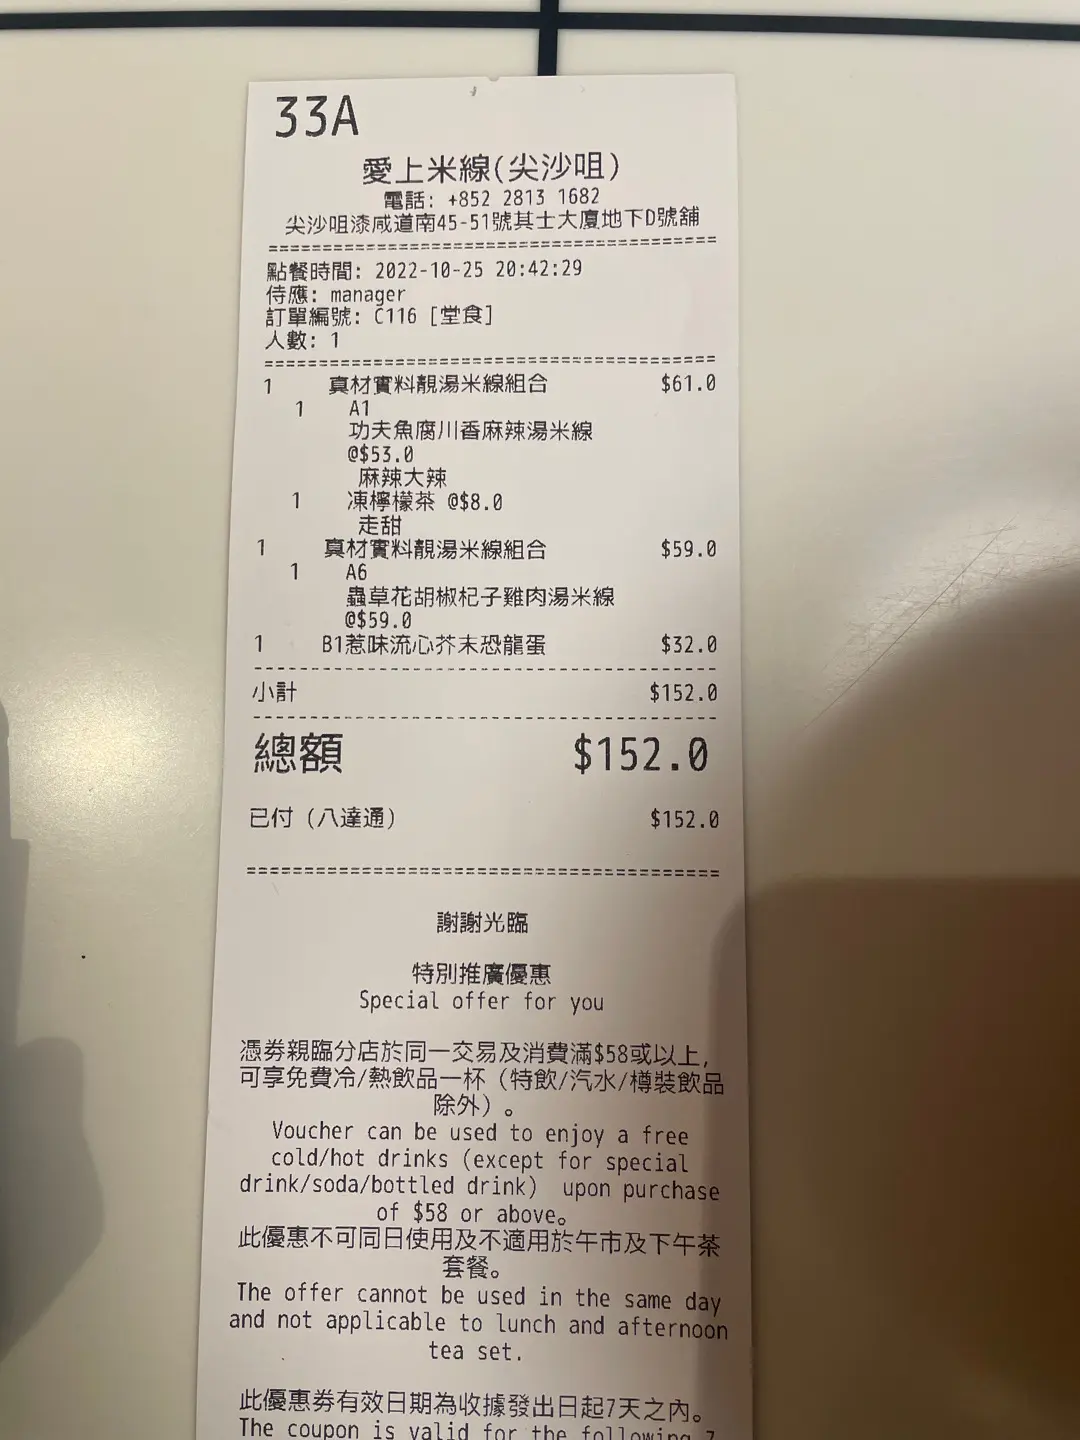 33A
愛上米線(尖沙咀)
電話: +852 2813 1682
尖沙咀漆咸道南45-51號其士大廈地下D號舖
========================================
點餐時間: 2022-10-25 20:42:29
侍應: manager
訂單編號: C116 [堂食]
人數: 1
========================================
1 真材實料靚湯米線組合 $61.0
1 A1
功夫魚腐川香麻辣湯米線
@$53.0
麻辣大辣
1 凍檸檬茶 @$8.0
走甜
1 真材實料靚湯米線組合 $59.0
1 A6
蟲草花胡椒杞子雞肉湯米線
@$59.0
1 B1惹味流心芥末恐龍蛋 $32.0
----------------------------------------
小計 $152.0
----------------------------------------
總額 $152.0
已付 (八達通) $152.0
========================================
謝謝光臨
特別推廣優惠
Special offer for you
憑券親臨分店於同一交易及消費滿$58或以上,
可享免費冷/熱飲品一杯 (特飲/汽水/樽裝飲品
除外) 。
Voucher can be used to enjoy a free
cold/hot drinks (except for special
drink/soda/bottled drink) upon purchase
of $58 or above。
此優惠不可同日使用及不適用於午市及下午茶
套餐。
The offer cannot be used in the same day
and not applicable to lunch and afternoon
tea set.
此優惠券有效日期為收據發出日起7天之內。
The coupon is valid for the following 7